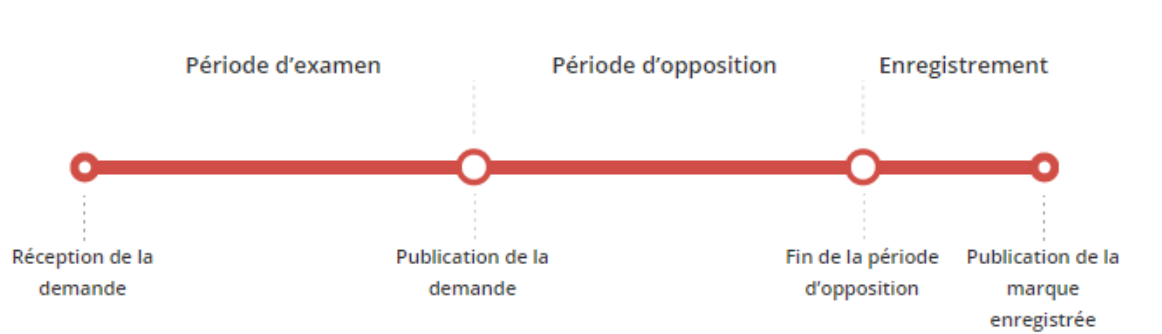 Période d’examen
Période d’opposition
Enregistrement
Réception de la
demande
Publication de la
demande
Fin de la période
d’opposition
Publication de la
marque
enregistrée